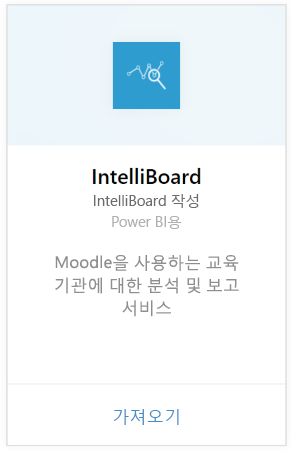 IntelliBoard
IntelliBoard 작성
Power BI용
Moodle을 사용하는 교육
기관에 대한 분석 및 보고
서비스
가져오기